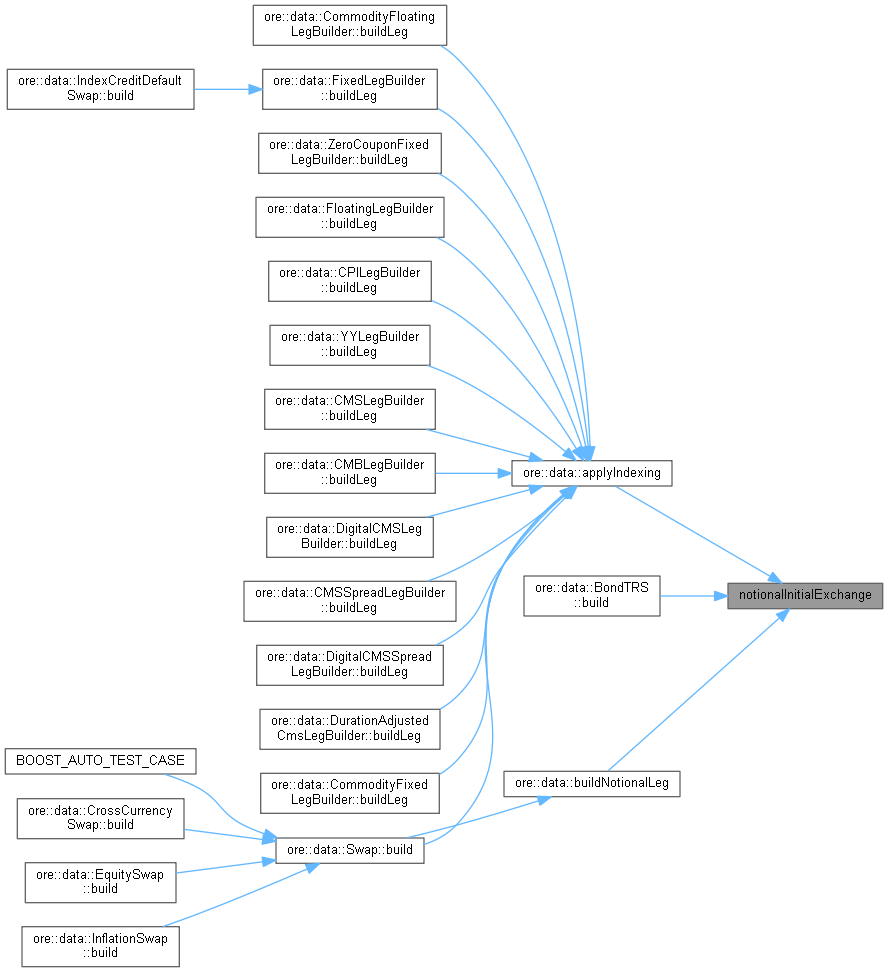 ore::data::CommodityFloating
LegBuilder::buildLeg
ore::data::IndexCreditDefault
Swap::build
ore::data::FixedLegBuilder
::buildLeg
ore::data::ZeroCouponFixed
LegBuilder::buildLeg
ore::data::FloatingLegBuilder
::buildLeg
ore::data::CPILegBuilder
::buildLeg
ore::data::YYLegBuilder
::buildLeg
ore::data::CMSLegBuilder
::buildLeg
ore::data::CMBLegBuilder
::buildLeg
ore::data::applyIndexing
ore::data::DigitalCMSLeg
Builder::buildLeg
ore::data::CMSSpreadLegBuilder
::buildLeg
ore::data::BondTRS
::build
notionalInitialExchange
ore::data::DigitalCMSSpread
LegBuilder::buildLeg
ore::data::DurationAdjusted
CmsLegBuilder::buildLeg
ore::data::CommodityFixed
LegBuilder::buildLeg
ore::data::buildNotionalLeg
BOOST_AUTO_TEST_CASE
ore::data::CrossCurrency
Swap::build
ore::data::Swap::build
ore::data::EquitySwap
::build
ore::data::InflationSwap
::build